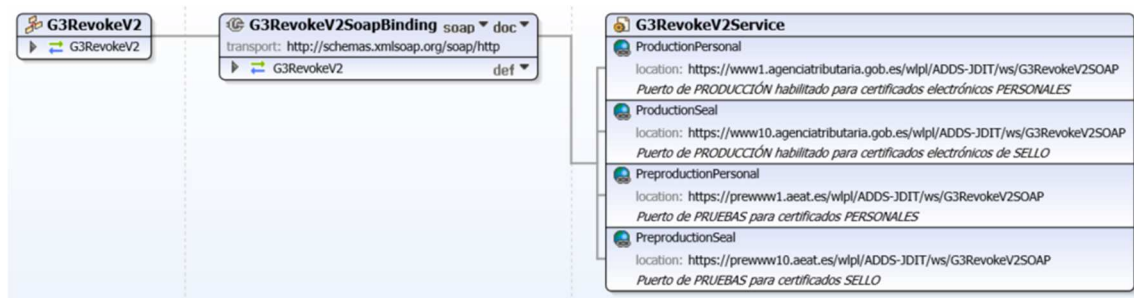 G3RevokeV2
G3RevokeV2
G3RevokeV2SoapBinding soap doc
transport: http://schemas.xmlsoap.org/soap/http
G3RevokeV2 def
G3RevokeV2Service
ProductionPersonal
location: https://www1.agenciatributaria.gob.es/wlpl/ADDS-JDIT/ws/G3RevokeV2SOAP
Puerto de PRODUCCIÓN habilitado para certificados electrónicos PERSONALES
ProductionSeal
location: https://www10.agenciatributaria.gob.es/wlpl/ADDS-JDIT/ws/G3RevokeV2SOAP
Puerto de PRODUCCIÓN habilitado para certificados electrónicos de SELLO
PreproductionPersonal
location: https://prewww1.aeat.es/wlpl/ADDS-JDIT/ws/G3RevokeV2SOAP
Puerto de PRUEBAS para certificados PERSONALES
PreproductionSeal
location: https://prewww10.aeat.es/wlpl/ADDS-JDIT/ws/G3RevokeV2SOAP
Puerto de PRUEBAS para certificados SELLO